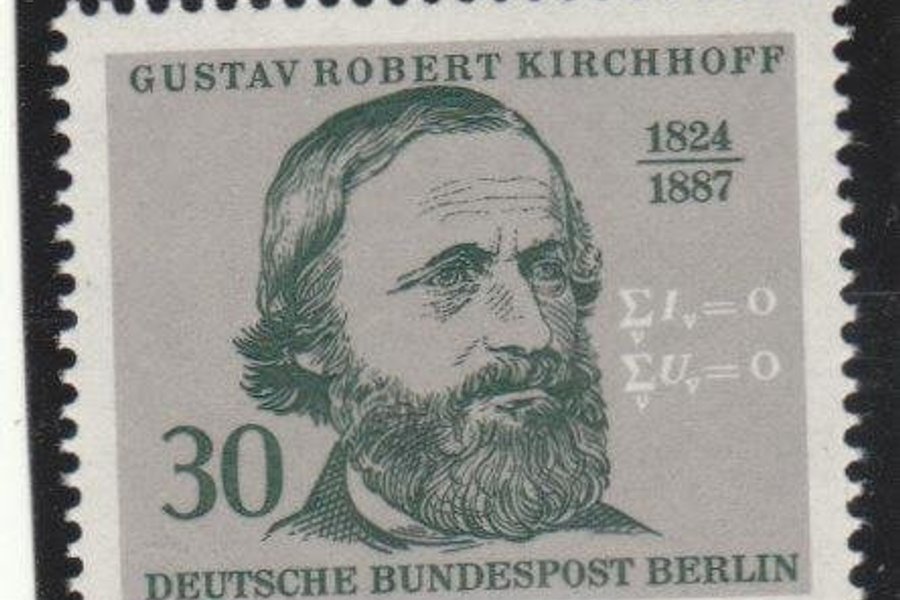 GUSTAV ROBERT KIRCHHOFF
1824
1887
∑ᵥ Iᵥ = 0
∑ᵥ Uᵥ = 0
30
DEUTSCHE BUNDESPOST BERLIN